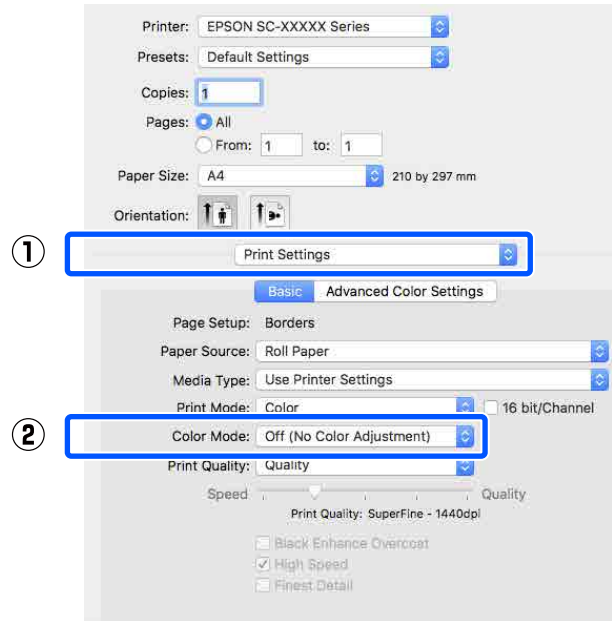 Printer: EPSON SC-XXXXX Series
Presets: Default Settings
Copies: 1
Pages: All
From: 1 to: 1
Paper Size: A4 210 by 297 mm
Orientation:
① Print Settings
Basic Advanced Color Settings
Page Setup: Borders
Paper Source: Roll Paper
Media Type: Use Printer Settings
Print Mode: Color 16 bit/Channel
② Color Mode: Off (No Color Adjustment)
Print Quality: Quality
Speed Quality
Print Quality: SuperFine - 1440dpi
Black Enhance Overcoat
High Speed
Finest Detail